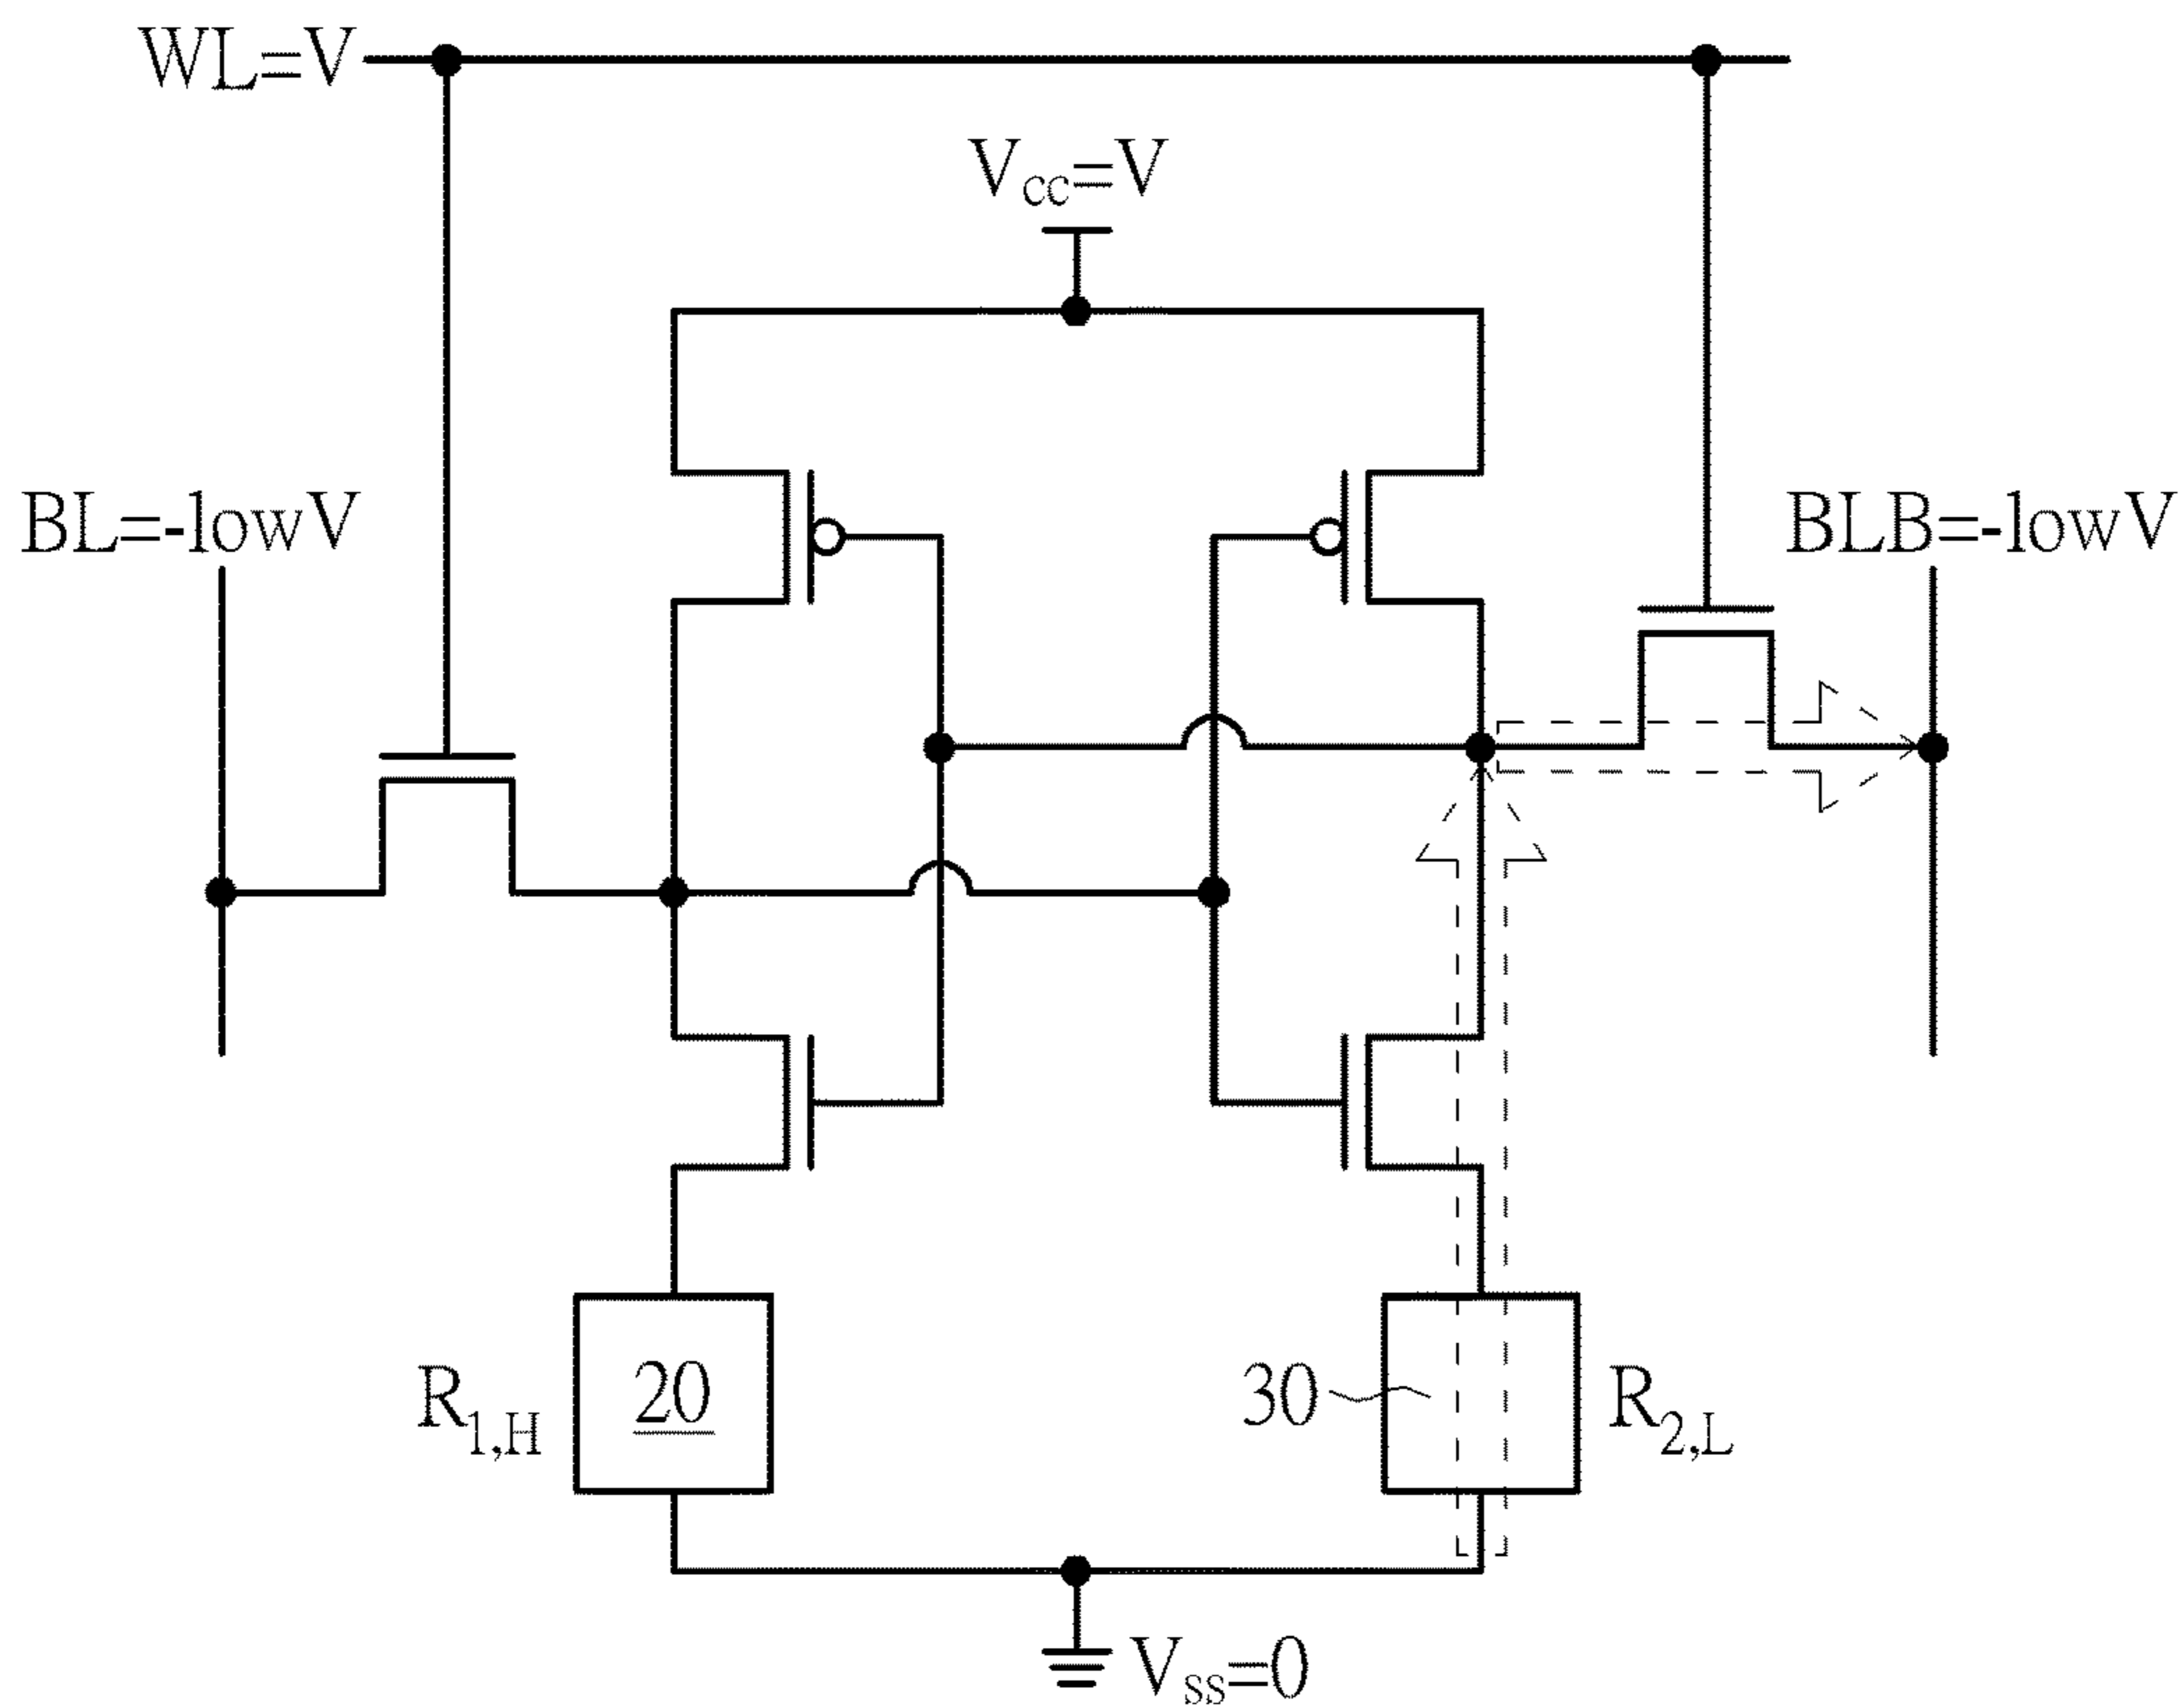 WL=V
Vcc=V
BL=-lowV
BLB=-lowV
R1,H
20
30
R2,L
Vss=0